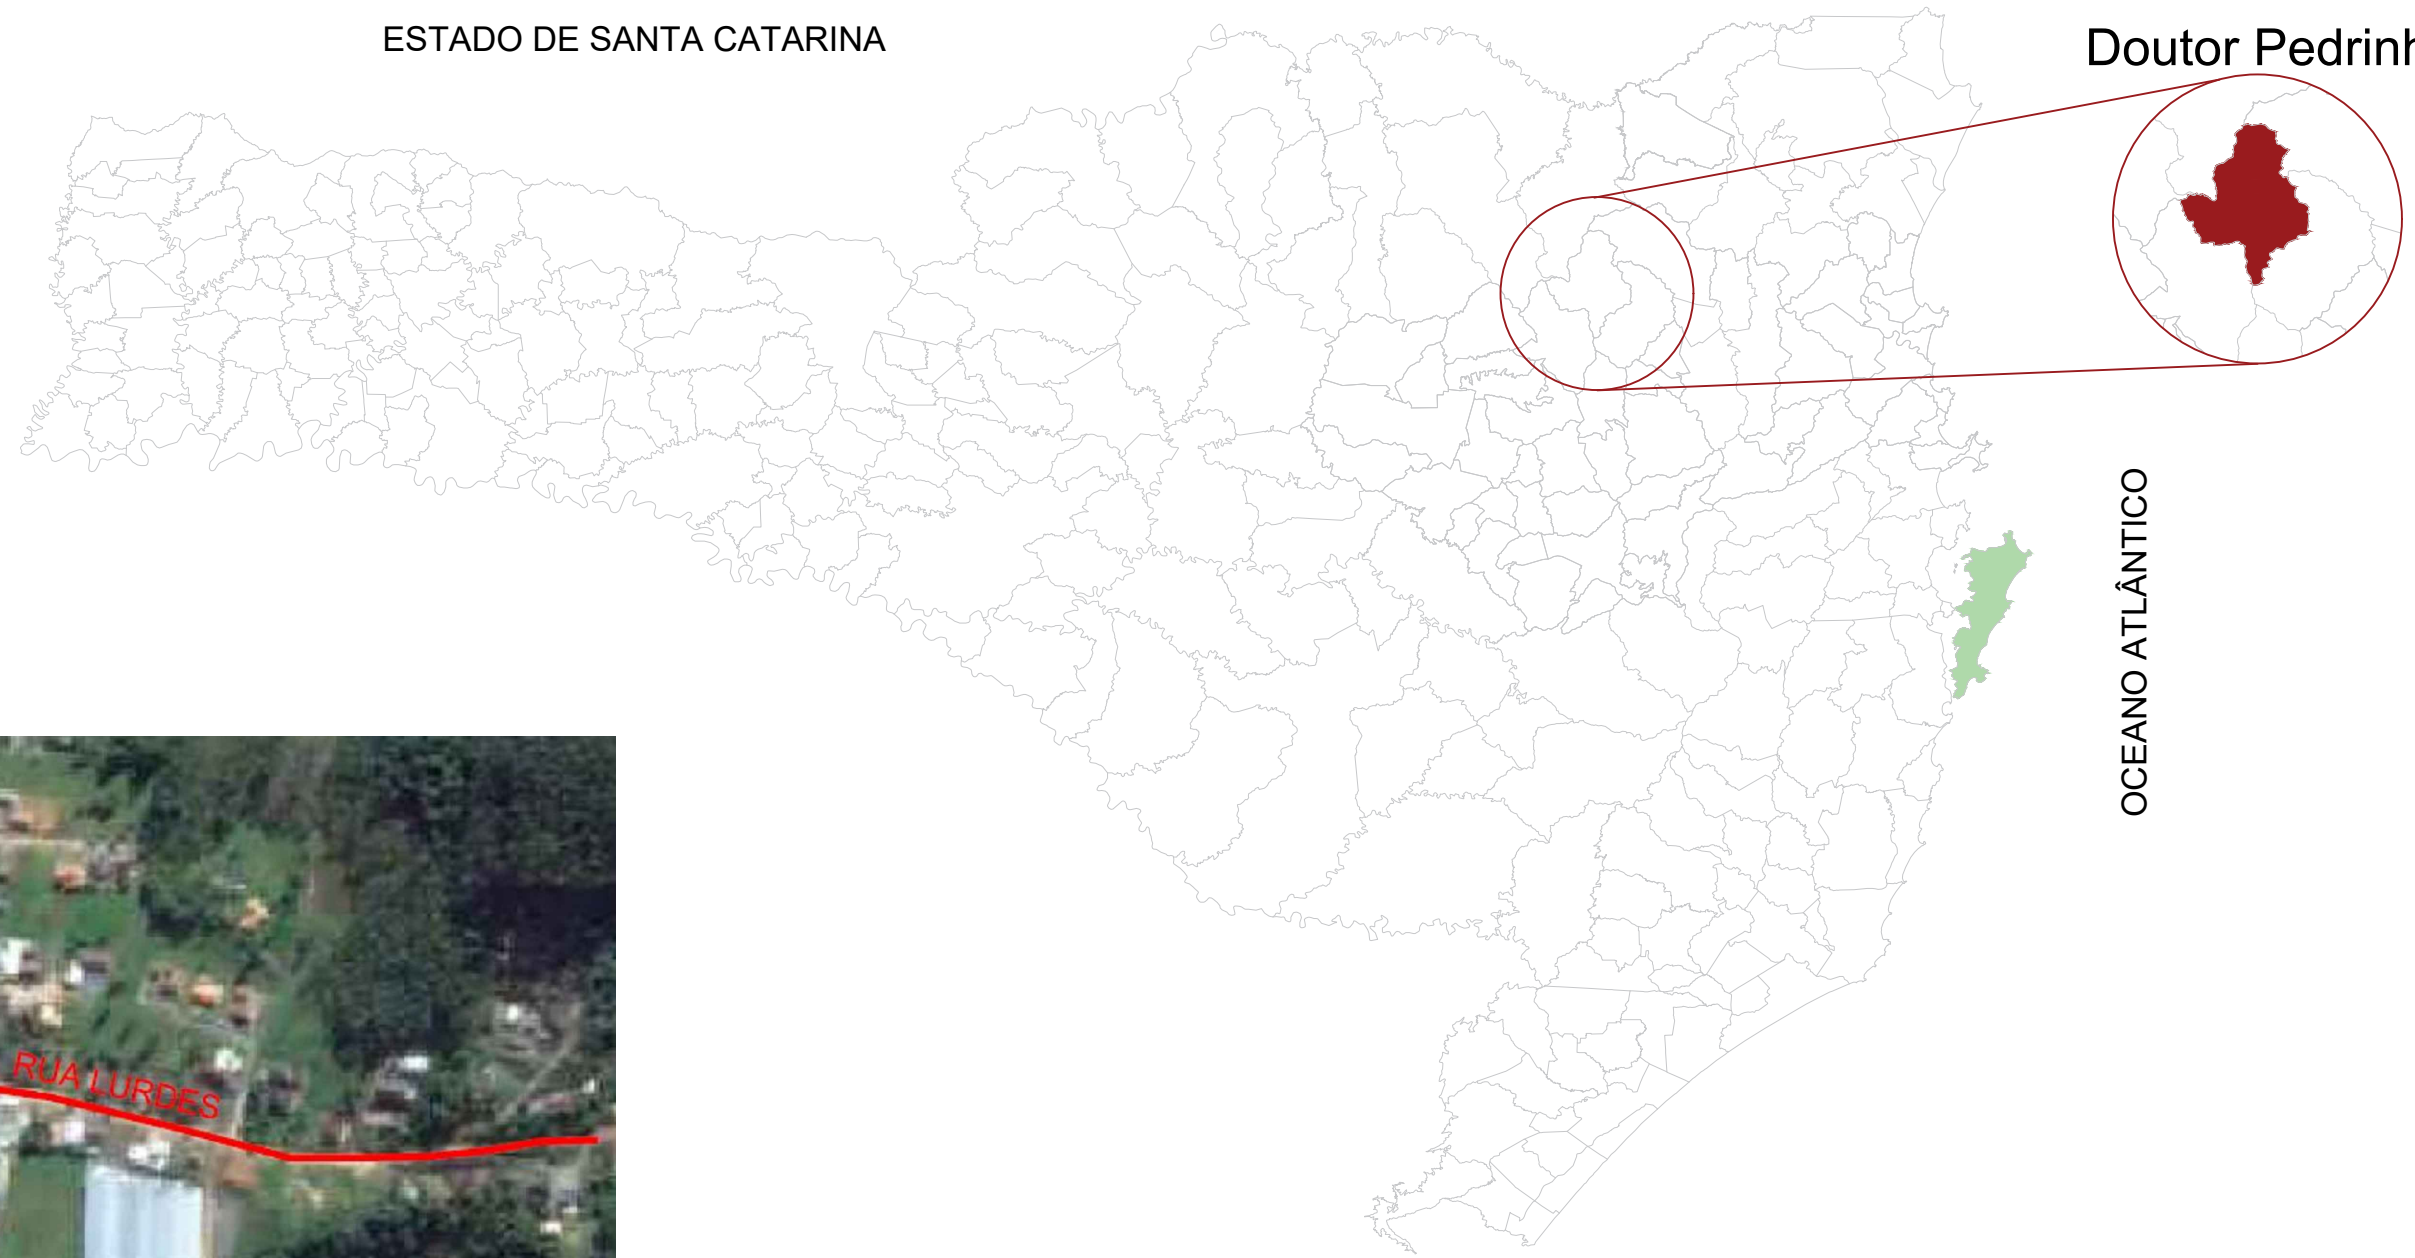 ESTADO DE SANTA CATARINA
Doutor Pedrinh
OCEANO ATLÂNTICO
RUA LURDES